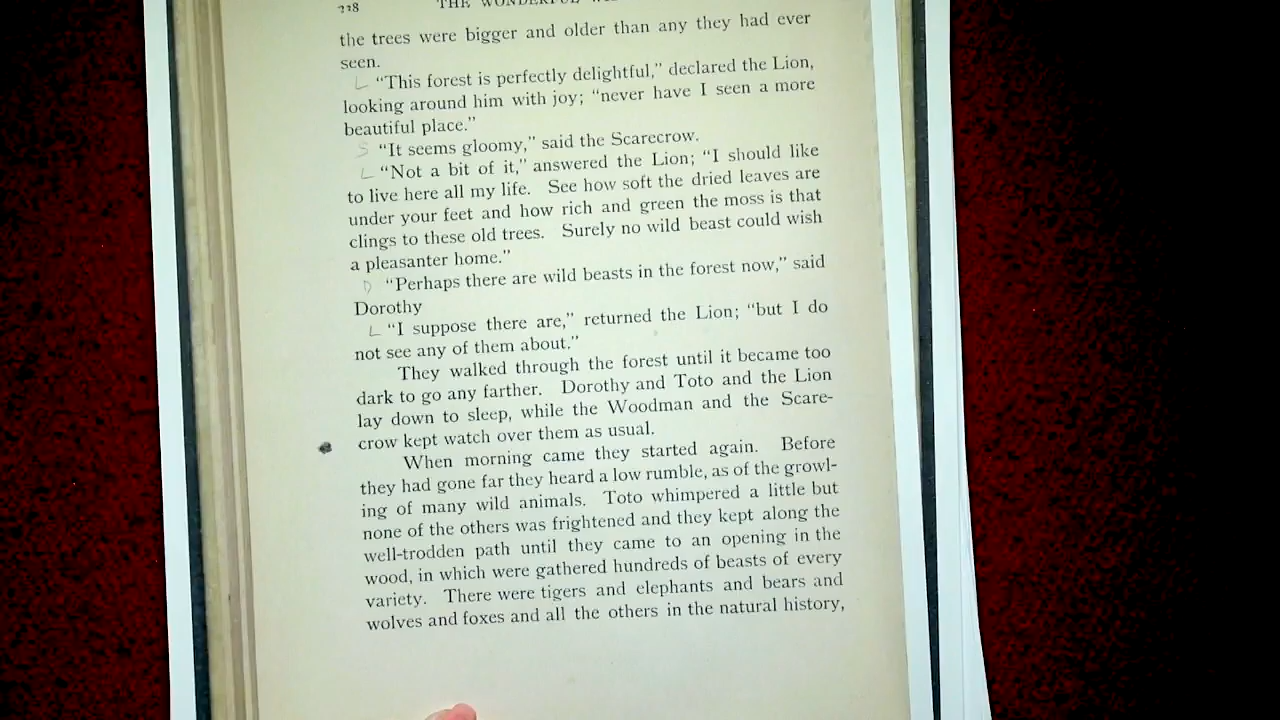 228 THE WONDERFUL
the trees were bigger and older than any they had ever
seen.
L "This forest is perfectly delightful," declared the Lion,
looking around him with joy; "never have I seen a more
beautiful place."
S "It seems gloomy," said the Scarecrow.
L "Not a bit of it," answered the Lion; "I should like
to live here all my life. See how soft the dried leaves are
under your feet and how rich and green the moss is that
clings to these old trees. Surely no wild beast could wish
a pleasanter home."
D "Perhaps there are wild beasts in the forest now," said
Dorothy
L "I suppose there are," returned the Lion; "but I do
not see any of them about."
They walked through the forest until it became too
dark to go any farther. Dorothy and Toto and the Lion
lay down to sleep, while the Woodman and the Scare-
crow kept watch over them as usual.
When morning came they started again. Before
they had gone far they heard a low rumble, as of the growl-
ing of many wild animals. Toto whimpered a little but
none of the others was frightened and they kept along the
well-trodden path until they came to an opening in the
wood, in which were gathered hundreds of beasts of every
variety. There were tigers and elephants and bears and
wolves and foxes and all the others in the natural history,